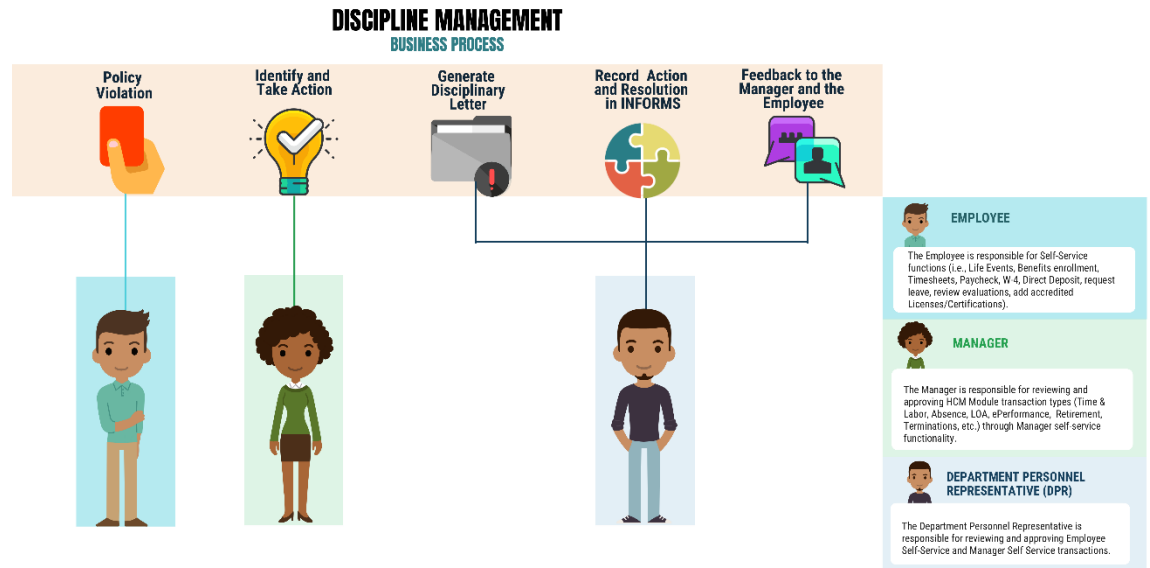 DISCIPLINE MANAGEMENT
BUSINESS PROCESS
Policy
Violation
Identify and
Take Action
Generate
Disciplinary
Letter
Record Action
and Resolution
in INFORMS
Feedback to the
Manager and the
Employee
EMPLOYEE
The Employee is responsible for Self-Service
functions (i.e., Life Events, Benefits enrollment,
Timesheets, Paycheck, W-4, Direct Deposit, request
leave, review evaluations, add accredited
Licenses/Certifications).
MANAGER
The Manager is responsible for reviewing and
approving HCM Module transaction types (Time &
Labor, Absence, LOA, ePerformance, Retirement,
Terminations, etc.) through Manager self-service
functionality.
DEPARTMENT PERSONNEL
REPRESENTATIVE (DPR)
The Department Personnel Representative is
responsible for reviewing and approving Employee
Self-Service and Manager Self Service transactions.